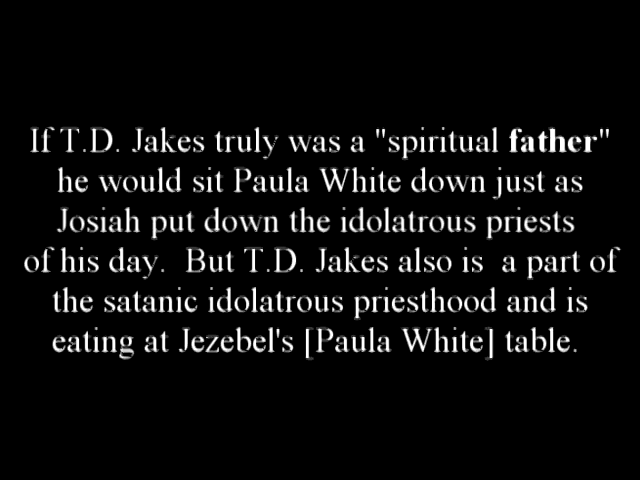 If T.D. Jakes truly was a "spiritual father"
he would sit Paula White down just as
Josiah put down the idolatrous priests
of his day. But T.D. Jakes also is a part of
the satanic idolatrous priesthood and is
eating at Jezebel's [Paula White] table.